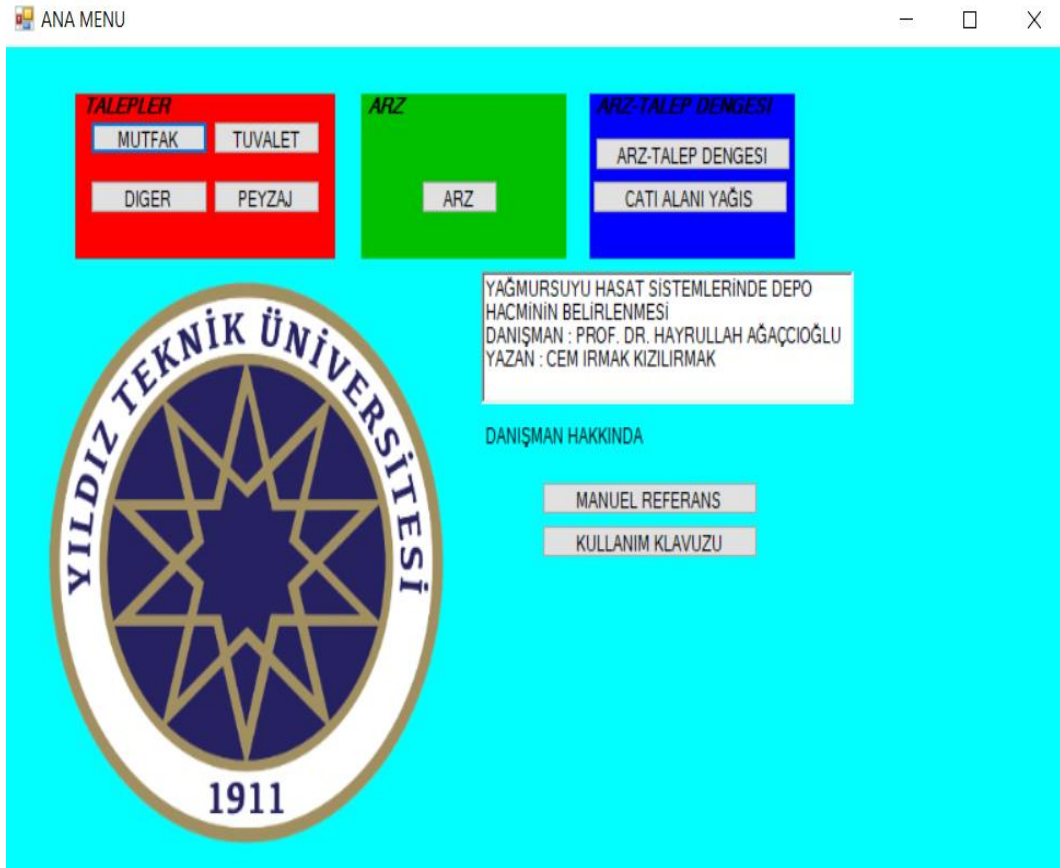 ANA MENU
TALEPLER
MUTFAK
TUVALET
DIGER
PEYZAJ
ARZ
ARZ
ARZ-TALEP DENGESI
ARZ-TALEP DENGESI
CATI ALANI YAĞIS
YAĞMURSUYU HASAT SİSTEMLERİNDE DEPO
HACMİNİN BELİRLENMESİ
DANIŞMAN : PROF. DR. HAYRULLAH AĞAÇCIOĞLU
YAZAN : CEM IRMAK KIZILIRMAK
DANIŞMAN HAKKINDA
MANUEL REFERANS
KULLANIM KLAVUZU
YILDIZ TEKNİK ÜNİVERSİTESİ
1911